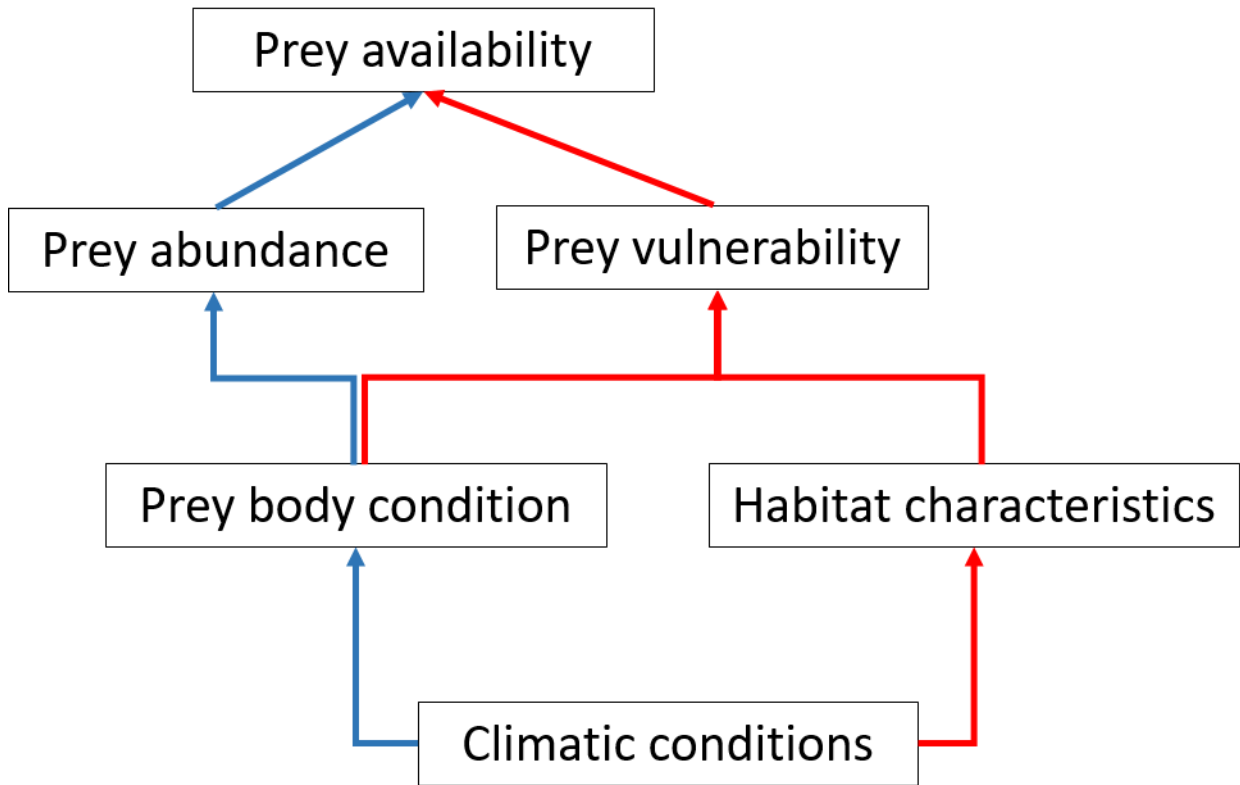 Prey availability
Prey abundance
Prey vulnerability
Prey body condition
Habitat characteristics
Climatic conditions